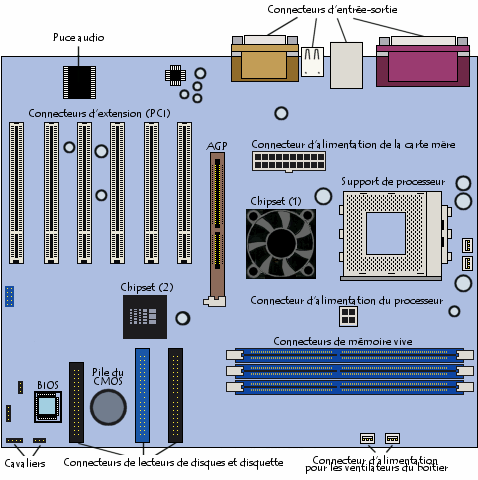 Connecteurs d'entrée-sortie
Puce audio
Connecteurs d'extension (PCI)
AGP
Connecteur d'alimentation de la carte mère
Support de processeur
Chipset (1)
Chipset (2)
Connecteur d'alimentation du processeur
Connecteurs de mémoire vive
BIOS
Pile du
CMOS
Cavaliers
Connecteurs de lecteurs de disques et disquette
Connecteur d'alimentation
pour les ventilateurs du boîtier